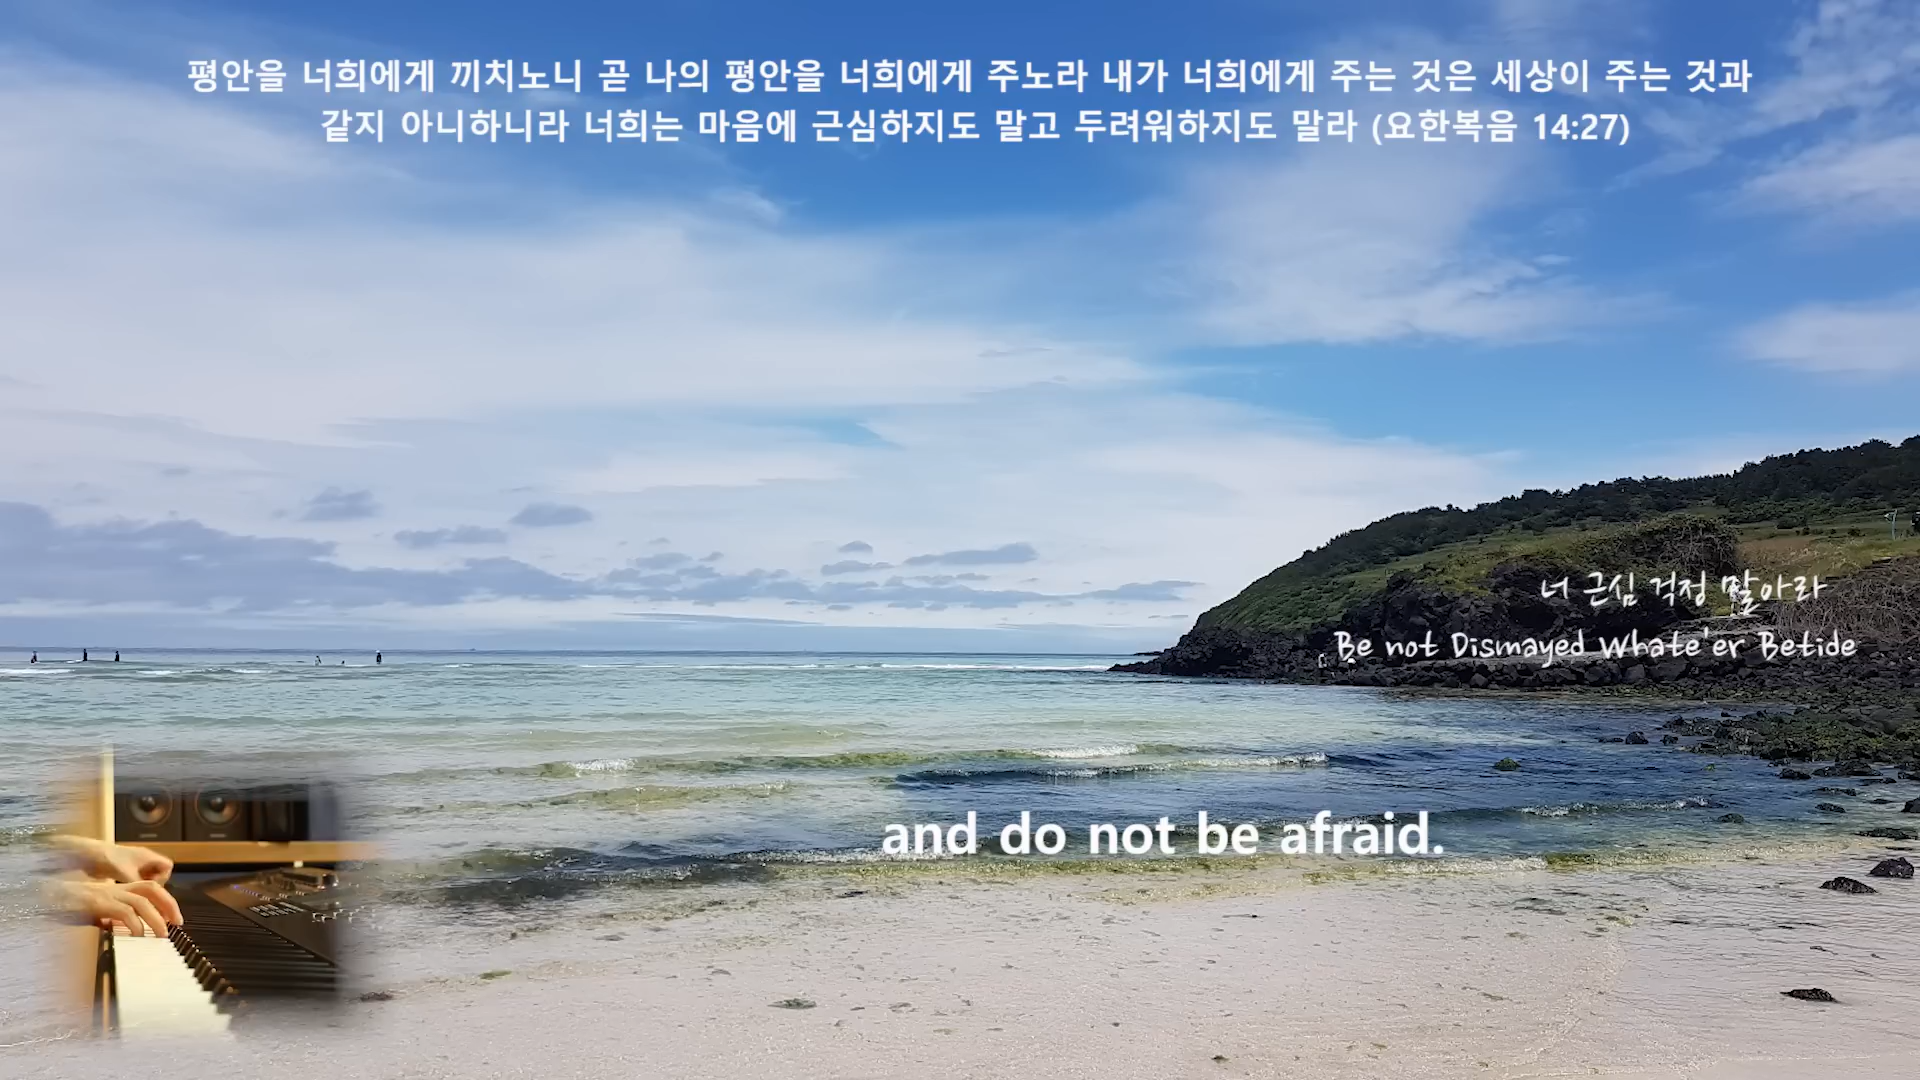 평안을 너희에게 끼치노니 곧 나의 평안을 너희에게 주노라 내가 너희에게 주는 것은 세상이 주는 것과
같지 아니하니라 너희는 마음에 근심하지도 말고 두려워하지도 말라 (요한복음 14:27)
너 근심 걱정 말아라
Be not Dismayed Whate'er Betide
and do not be afraid.